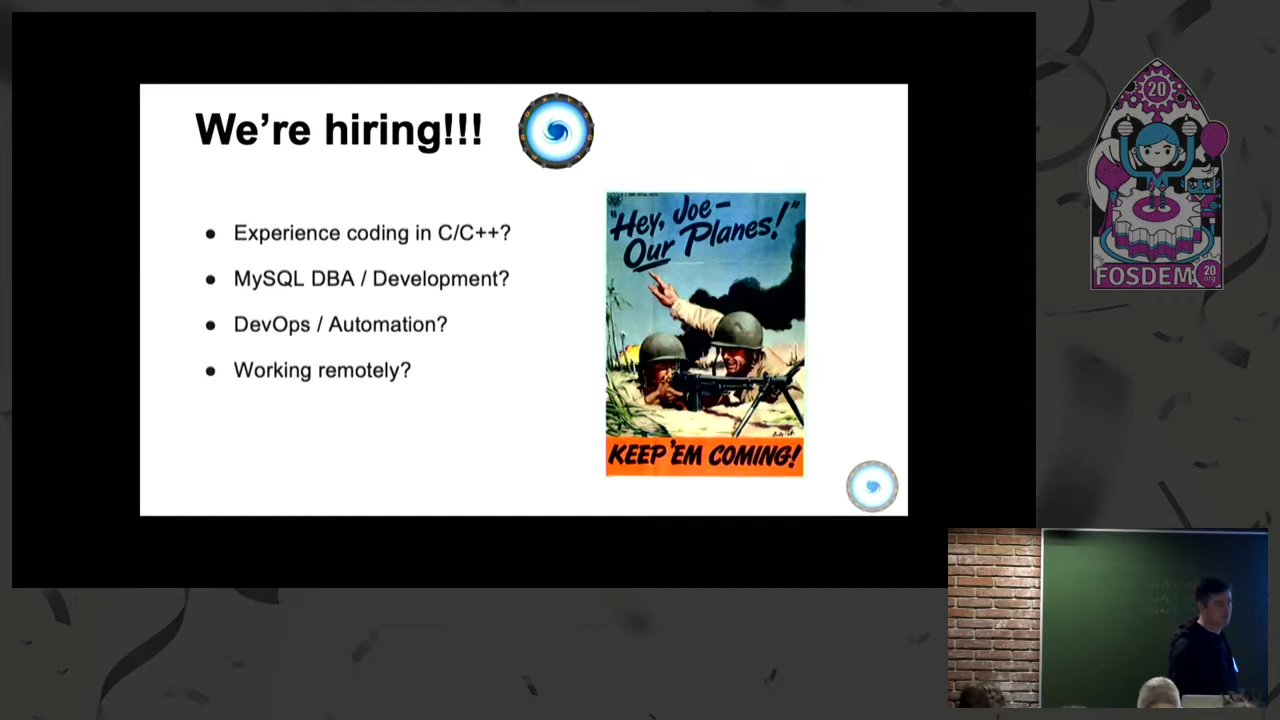 We're hiring!!!
● Experience coding in C/C++?
● MySQL DBA / Development?
● DevOps / Automation?
● Working remotely?
"Hey, Joe—
Our Planes!"
KEEP 'EM COMING!
20
FOSDEM 20
.org